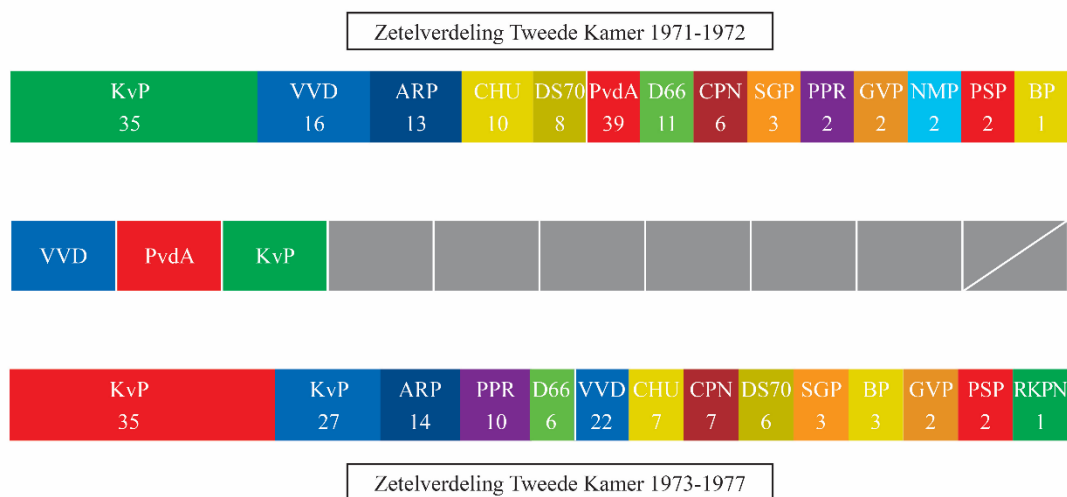 Zetelverdeling Tweede Kamer 1971-1972
KvP VVD ARP CHU DS70 PvdA D66 CPN SGP PPR GVP NMP PSP BP
35 16 13 10 8 39 11 6 3 2 2 2 2 1
VVD PvdA KvP
KvP KvP ARP PPR D66 VVD CHU CPN DS70 SGP BP GVP PSP RKPN
35 27 14 10 6 22 7 7 6 3 3 2 2 1
Zetelverdeling Tweede Kamer 1973-1977